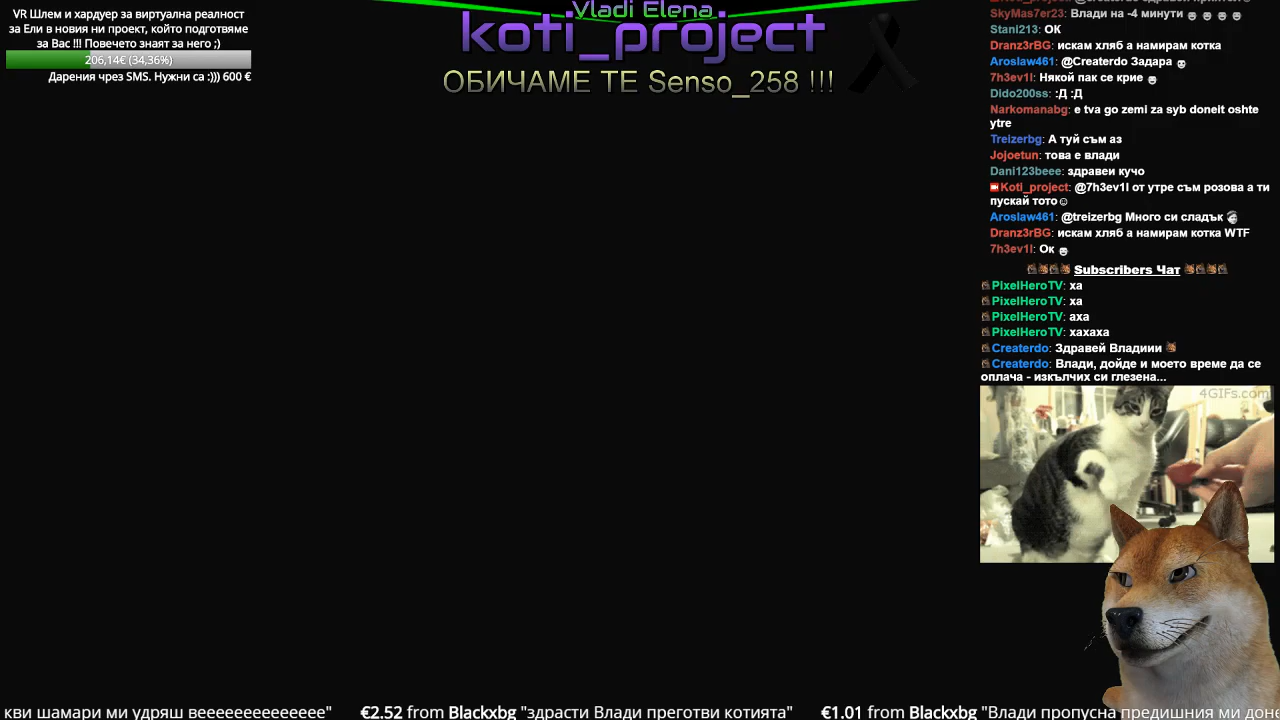 VR Шлем и хардуер за виртуална реалност
за Ели в новия ни проект, който подготвяме
за Вас !!! Повечето знаят за него ;)
206,14€ (34,36%)
Дарения чрез SMS. Нужни са :))) 600 €
Vladi Elena
koti_project
ОБИЧАМЕ ТЕ Senso_258 !!!
SkyMas7er23: Влади на -4 минути
Stani213: ОК
Dranz3rBG: искам хляб а намирам котка
Aroslaw461: @Createrdo Задара
7h3ev1l: Някой пак се крие
Dido200ss: :Д :Д
Narkomanabg: e tva go zemi za syb doneit oshte
ytre
Treizerbg: А туй съм аз
Jojoetun: това е влади
Dani123beee: здравеи кучо
Koti_project: @7h3ev1l от утре съм розова а ти
пускай тото☺
Aroslaw461: @treizerbg Много си сладък
Dranz3rBG: искам хляб а намирам котка WTF
7h3ev1l: Ок
Subscribers Чат
PixelHeroTV: ха
PixelHeroTV: ха
PixelHeroTV: аха
PixelHeroTV: хахаха
Createrdo: Здравей Владиии
Createrdo: Влади, дойде и моето време да се
оплача - изкълчих си глезена...
4GIFs.com
кви шамари ми удряш вееееееееееееее" €2.52 from Blackxbg "здрасти Влади преготви котията" €1.01 from Blackxbg "Влади пропусна предишния ми